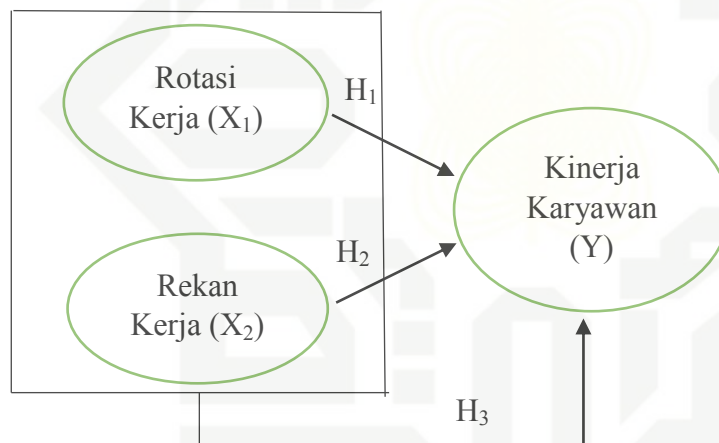 Rotasi
Kerja (X₁)
H₁
Kinerja
Karyawan
(Y)
H₂
Rekan
Kerja (X₂)
H₃